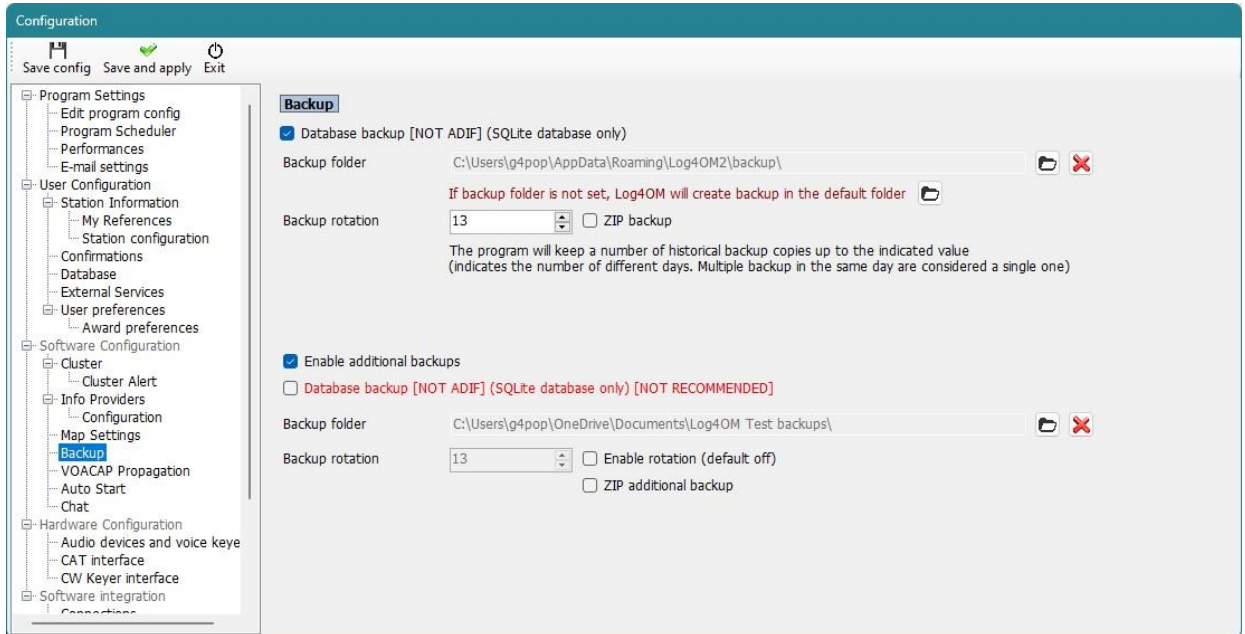 Configuration
Save config Save and apply Exit
Program Settings
Edit program config
Program Scheduler
Performances
E-mail settings
User Configuration
Station Information
My References
Station configuration
Confirmations
Database
External Services
User preferences
Award preferences
Software Configuration
Cluster
Cluster Alert
Info Providers
Configuration
Map Settings
Backup
VOACAP Propagation
Auto Start
Chat
Hardware Configuration
Audio devices and voice keye
CAT interface
CW Keyer interface
Software integration
Connections
Backup
Database backup [NOT ADIF] (SQLite database only)
Backup folder C:\Users\g4pop\AppData\Roaming\Log4OM2\backup\
If backup folder is not set, Log4OM will create backup in the default folder
Backup rotation 13 ZIP backup
The program will keep a number of historical backup copies up to the indicated value
(indicates the number of different days. Multiple backup in the same day are considered a single one)
Enable additional backups
Database backup [NOT ADIF] (SQLite database only) [NOT RECOMMENDED]
Backup folder C:\Users\g4pop\OneDrive\Documents\Log4OM Test backups\
Backup rotation 13 Enable rotation (default off)
ZIP additional backup